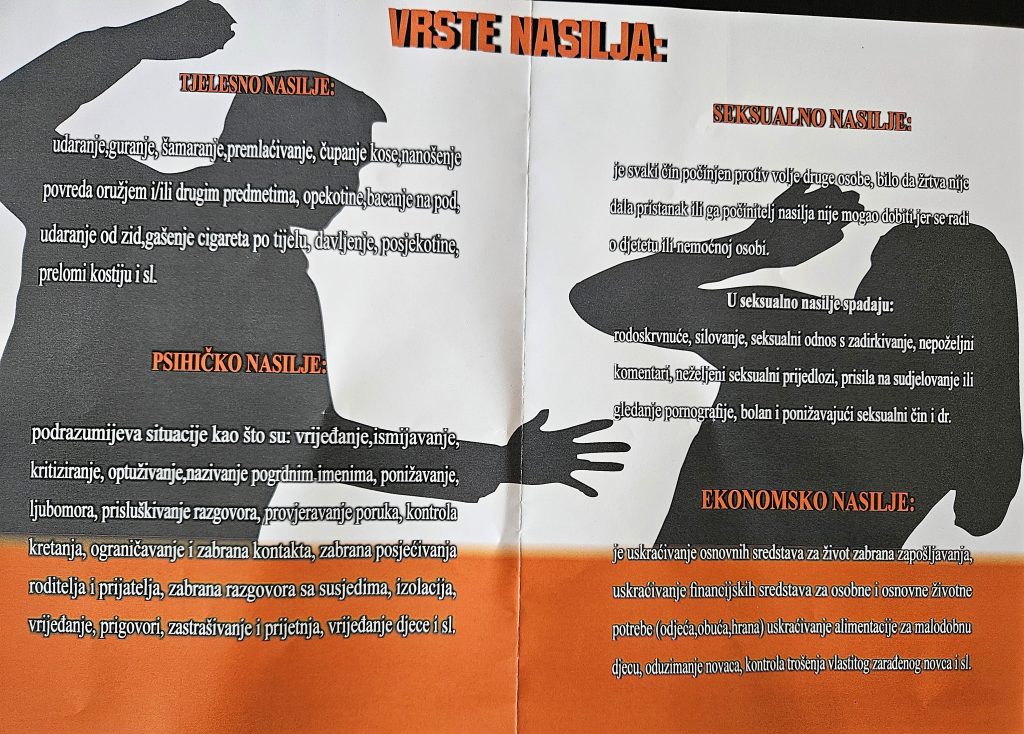 VRSTE NASILJA:
TJELESNO NASILJE:
udaranje,guranje, šamaranje,premlaćivanje, čupanje kose,nanošenje
povreda oružjem i/ili drugim predmetima, opekotine,bacanje na pod,
udaranje od zid,gašenje cigareta po tijelu, davljenje, posjekotine,
prelomi kostiju i sl.
PSIHIČKO NASILJE:
podrazumijeva situacije kao što su: vrijeđanje,ismijavanje,
kritiziranje, optuživanje,nazivanje pogrdnim imenima, ponižavanje,
ljubomora, prisluškivanje razgovora, provjeravanje poruka, kontrola
kretanja, ograničavanje i zabrana kontakta, zabrana posjećivanja
roditelja i prijatelja, zabrana razgovora sa susjedima, izolacija,
vrijeđanje, prigovori, zastrašivanje i prijetnja, vrijeđanje djece i sl.
SEKSUALNO NASILJE:
je svaki čin počinjen protiv volje druge osobe, bilo da žrtva nije
dala pristanak ili ga počinitelj nasilja nije mogao dobiti jer se radi
o djetetu ili nemoćnoj osobi.
U seksualno nasilje spadaju:
rodoskrvnuće, silovanje, seksualni odnos s zadirkivanje, nepoželjni
komentari, neželjeni seksualni prijedlozi, prisila na sudjelovanje ili
gledanje pornografije, bolan i ponižavajući seksualni čin i dr.
EKONOMSKO NASILJE:
je uskraćivanje osnovnih sredstava za život zabrana zapošljavanja,
uskraćivanje financijskih sredstava za osobne i osnovne životne
potrebe (odjeća,obuća,hrana) uskraćivanje alimentacije za malodobnu
djecu, oduzimanje novaca, kontrola trošenja vlastitog zarađenog novca i sl.